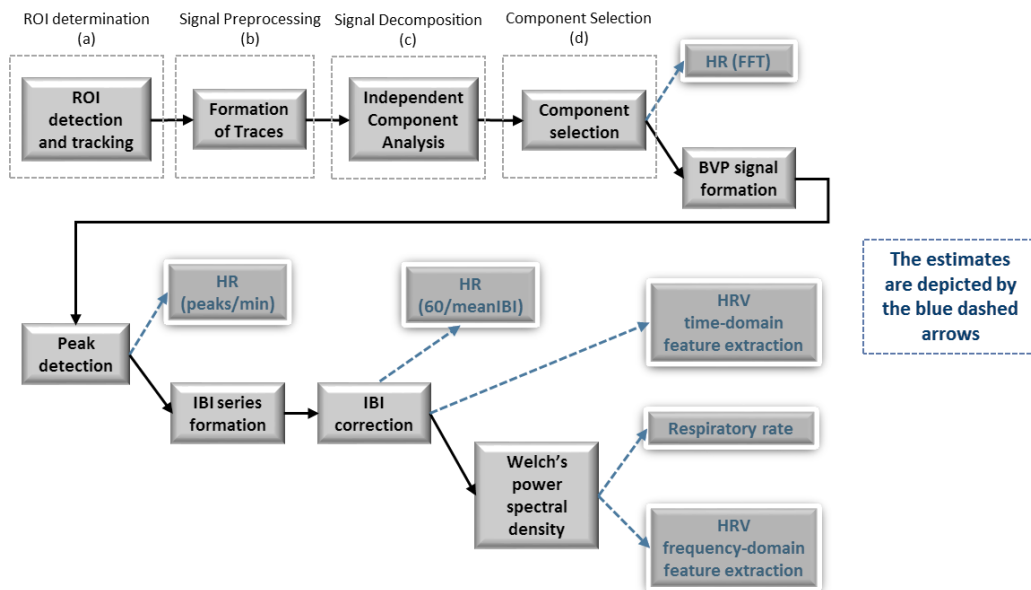 ROI determination
(a)
Signal Preprocessing
(b)
Signal Decomposition
(c)
Component Selection
(d)
ROI
detection
and tracking
Formation
of Traces
Independent
Component
Analysis
Component
selection
HR (FFT)
BVP signal
formation
The estimates
are depicted by
the blue dashed
arrows
HR
(peaks/min)
HR
(60/meanIBI)
HRV
time-domain
feature extraction
Peak
detection
IBI series
formation
IBI
correction
Respiratory rate
Welch's
power
spectral
density
HRV
frequency-domain
feature extraction